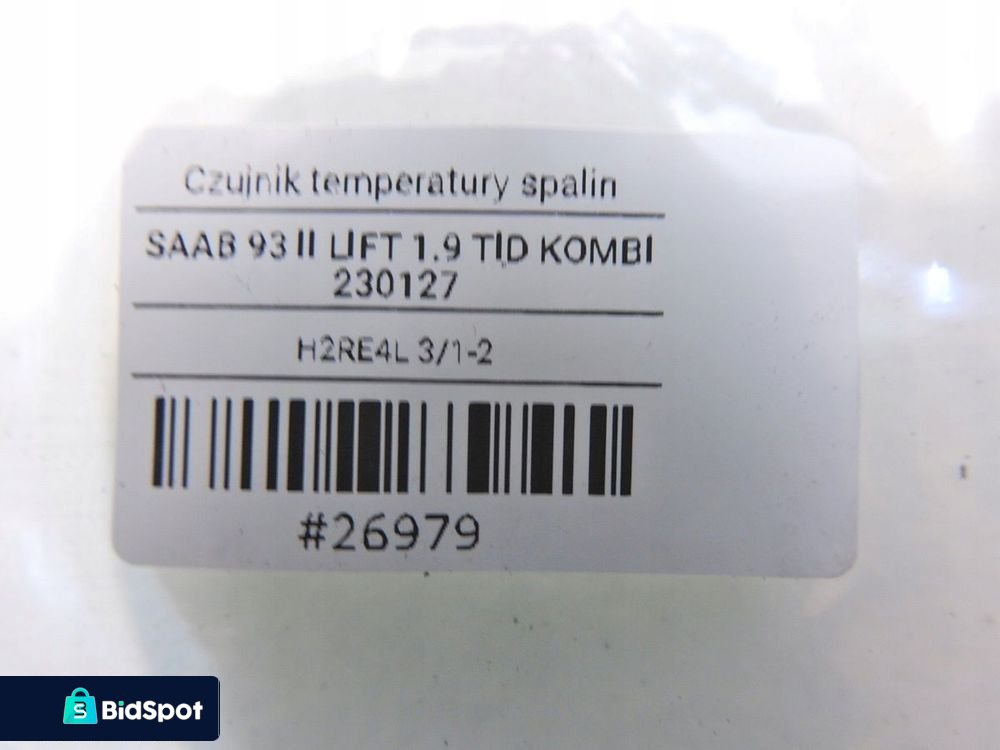 Czujnik temperatury spalin
SAAB 93 II LIFT 1.9 TID KOMBI
230127
H2RE4L 3/1-2
#26979
BidSpot